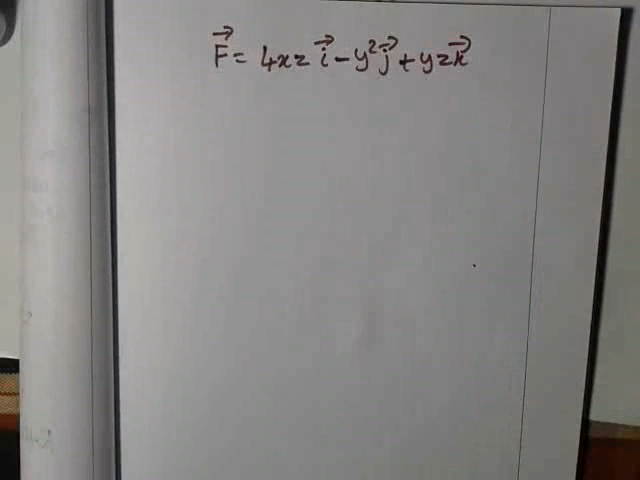 F⃗ = 4xz i⃗ - y² j⃗ + yz k⃗